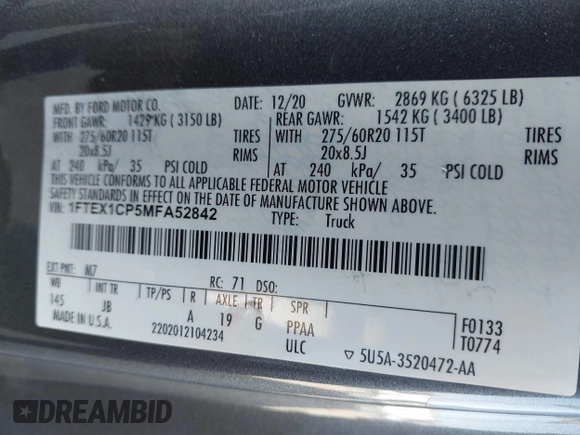 MFD. BY FORD MOTOR CO. DATE: 12/20 GVWR: 2869 KG ( 6325 LB)
FRONT GAWR: 1429 KG ( 3150 LB) REAR GAWR: 1542 KG ( 3400 LB)
WITH 275/60R20 115T TIRES WITH 275/60R20 115T TIRES
20x8.5J RIMS 20x8.5J RIMS
AT 240 kPa/ 35 PSI COLD AT 240 kPa/ 35 PSI COLD
THIS VEHICLE CONFORMS TO ALL APPLICABLE FEDERAL MOTOR VEHICLE
SAFETY STANDARDS IN EFFECT ON THE DATE OF MANUFACTURE SHOWN ABOVE.
VIN: 1FTEX1CP5MFA52842 TYPE: Truck
EXT PNT: M7 RC: 71 DSO:
WB INT TR TP/PS R AXLE TR SPR
145 JB A 19 G PPAA F0133
MADE IN U.S.A. 2202012104234 ULC T0774
▽ 5U5A-3520472-AA
DREAMBID